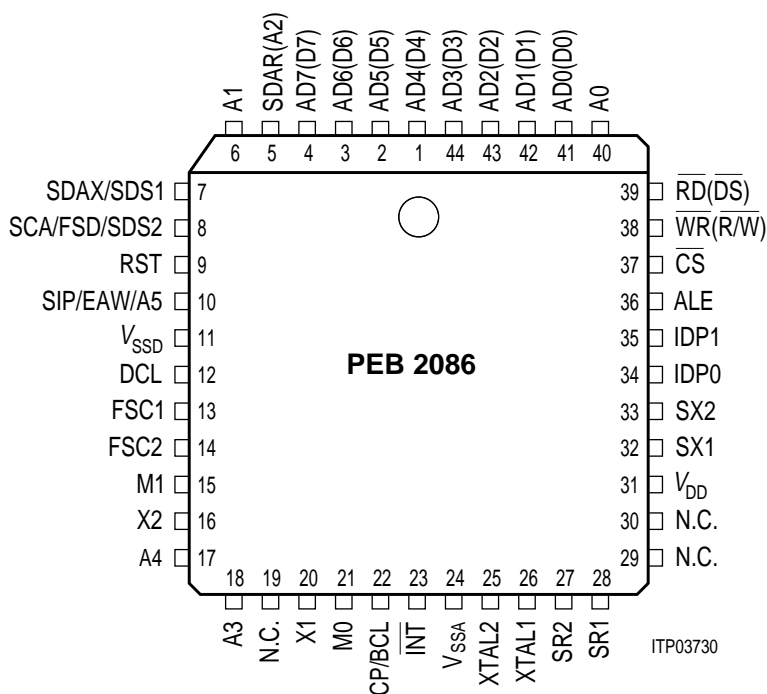 A1
SDAR(A2)
AD7(D7)
AD6(D6)
AD5(D5)
AD4(D4)
AD3(D3)
AD2(D2)
AD1(D1)
AD0(D0)
A0
6 5 4 3 2 1 44 43 42 41 40
SDAX/SDS1 7
SCA/FSD/SDS2 8
RST 9
SIP/EAW/A5 10
VSSD 11
DCL 12
FSC1 13
FSC2 14
M1 15
X2 16
A4 17
PEB 2086
39 RD(DS)
38 WR(R/W)
37 CS
36 ALE
35 IDP1
34 IDP0
33 SX2
32 SX1
31 VDD
30 N.C.
29 N.C.
18 19 20 21 22 23 24 25 26 27 28
A3
N.C.
X1
M0
CP/BCL
INT
VSSA
XTAL2
XTAL1
SR2
SR1
ITP03730